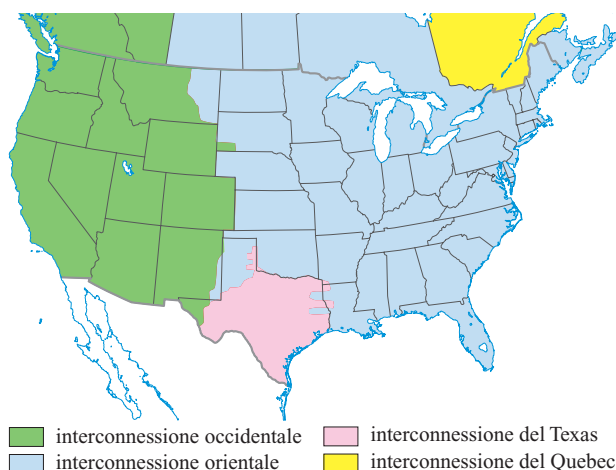 interconnessione occidentale
interconnessione orientale
interconnessione del Texas
interconnessione del Quebec